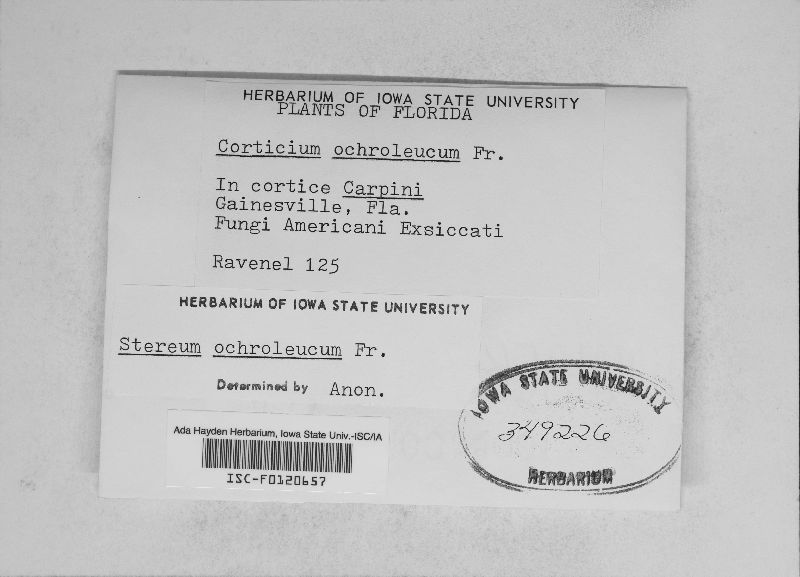 HERBARIUM OF IOWA STATE UNIVERSITY
PLANTS OF FLORIDA
Corticium ochroleucum Fr.
In cortice Carpini
Gainesville, Fla.
Fungi Americani Exsiccati
Ravenel 125
HERBARIUM OF IOWA STATE UNIVERSITY
Stereum ochroleucum Fr.
Determined by Anon.
Ada Hayden Herbarium, Iowa State Univ.-ISC/IA
ISC-F0120657
IOWA STATE UNIVERSITY
349226
HERBARIUM